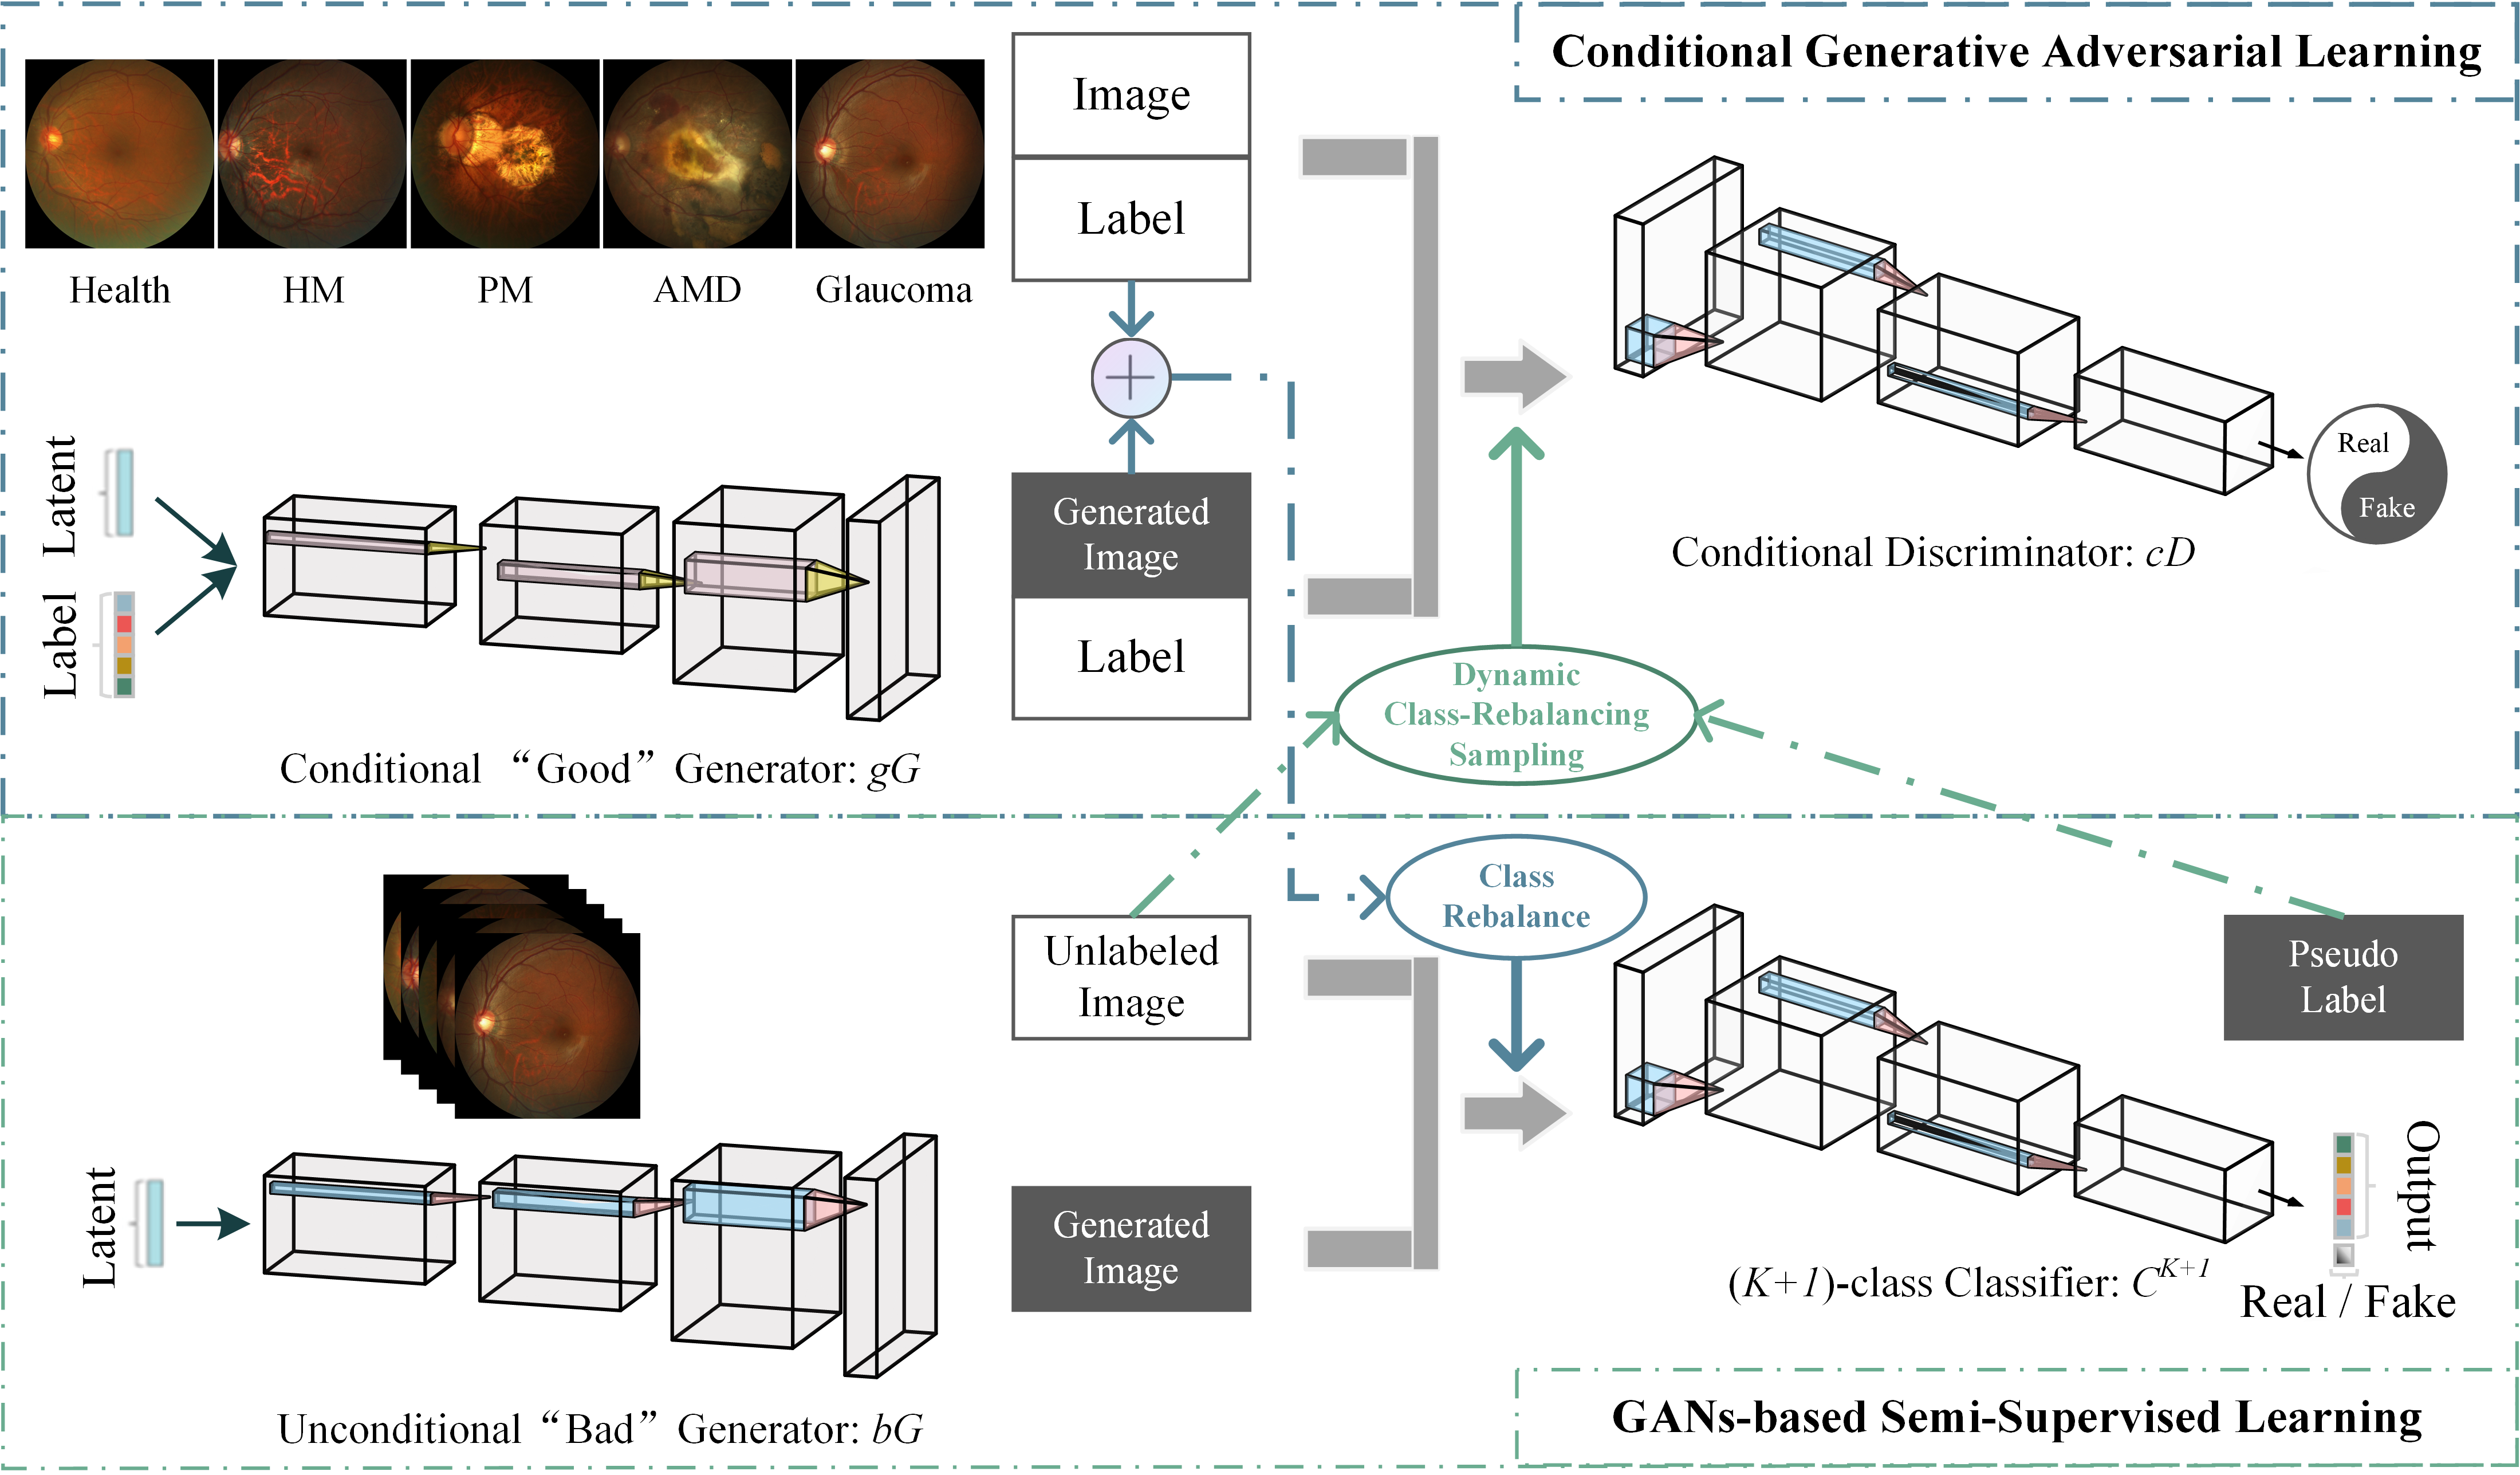 Conditional Generative Adversarial Learning
Image
Label
Health
HM
PM
AMD
Glaucoma
Latent
Label
Generated
Image
Label
Conditional “Good” Generator: gG
Real
Fake
Conditional Discriminator: cD
Dynamic
Class-Rebalancing
Sampling
Class
Rebalance
Unlabeled
Image
Pseudo
Label
Latent
Generated
Image
Output
(K+1)-class Classifier: C^{K+1}
Real / Fake
Unconditional “Bad” Generator: bG
GANs-based Semi-Supervised Learning